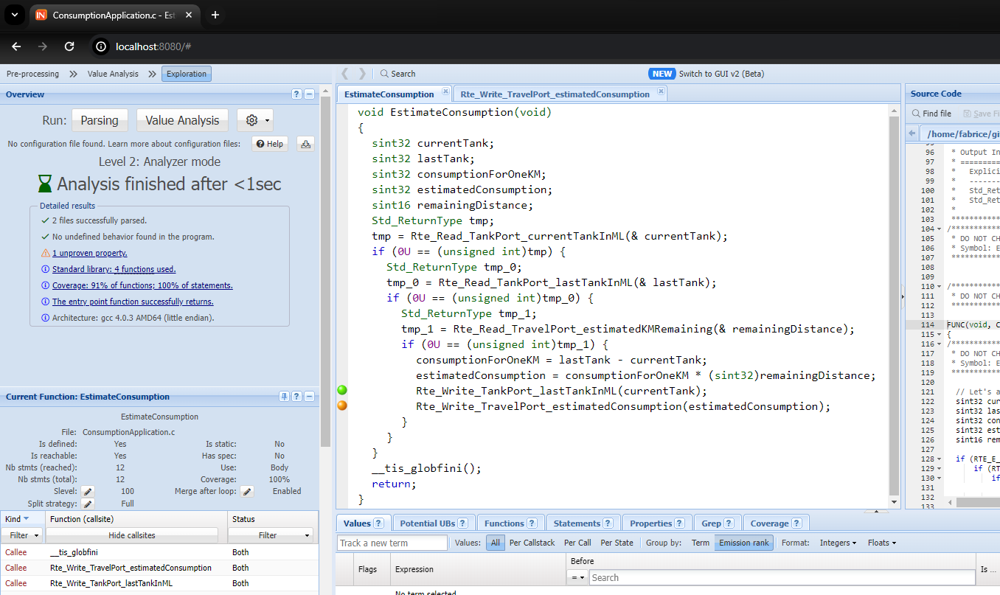 ConsumptionApplication.c - Est
localhost:8080/#
Pre-processing Value Analysis Exploration
Search
NEW Switch to GUI v2 (Beta)
Overview
Run: Parsing Value Analysis
No configuration file found. Learn more about configuration files: Help
Level 2: Analyzer mode
Analysis finished after <1sec
Detailed results
2 files successfully parsed.
No undefined behavior found in the program.
1 unproven property.
Standard library: 4 functions used.
Coverage: 91% of functions; 100% of statements.
The entry point function successfully returns.
Architecture: gcc 4.0.3 AMD64 (little endian).
Current Function: EstimateConsumption
EstimateConsumption
File: ConsumptionApplication.c
Is defined: Yes Is static: No
Is reachable: Yes Has spec: No
Nb stmts (reached): 12 Use: Body
Nb stmts (total): 12 Coverage: 100%
Slevel: 100 Merge after loop: Enabled
Split strategy: Full
Kind Function (callsite) Status
Filter Hide callsites Filter
Callee __tis_globfini Both
Callee Rte_Write_TravelPort_estimatedConsumption Both
Callee Rte_Write_TankPort_lastTankInML Both
EstimateConsumption Rte_Write_TravelPort_estimatedConsumption
void EstimateConsumption(void)
{
sint32 currentTank;
sint32 lastTank;
sint32 consumptionForOneKM;
sint32 estimatedConsumption;
sint16 remainingDistance;
Std_ReturnType tmp;
tmp = Rte_Read_TankPort_currentTankInML(& currentTank);
if (0U == (unsigned int)tmp) {
Std_ReturnType tmp_0;
tmp_0 = Rte_Read_TankPort_lastTankInML(& lastTank);
if (0U == (unsigned int)tmp_0) {
Std_ReturnType tmp_1;
tmp_1 = Rte_Read_TravelPort_estimatedKMRemaining(& remainingDistance);
if (0U == (unsigned int)tmp_1) {
consumptionForOneKM = lastTank - currentTank;
estimatedConsumption = consumptionForOneKM * (sint32)remainingDistance;
Rte_Write_TankPort_lastTankInML(currentTank);
Rte_Write_TravelPort_estimatedConsumption(estimatedConsumption);
}
}
}
__tis_globfini();
return;
}
Values ? Potential UBs ? Functions ? Statements ? Properties ? Grep ? Coverage ?
Track a new term Values: All Per Callstack Per Call Per State Group by: Term Emission rank Format: Integers Floats
Before
Flags Expression Is ...
= Search
No term selected
Source Code
Find file Save Fi
/home/fabrice/gi
96 * Output In
97 * ==========
98 * Explici
99 * -------
100 * Std_Ret
101 * Std_Ret
102 *
103 ************
104 /***********
105 * DO NOT CH
106 * Symbol: E
107 ************
108
109
110 /***********
111 * DO NOT CH
112 ************
113
114 FUNC(void, C
115 {
116 /***********
117 * DO NOT CH
118 * Symbol: E
119 ************
120
121 // Let's a
122 sint32 cur
123 sint32 las
124 sint32 con
125 sint32 est
126 sint16 rem
127
128 if (RTE_E_
129 if (RT
130 if
131
132
133